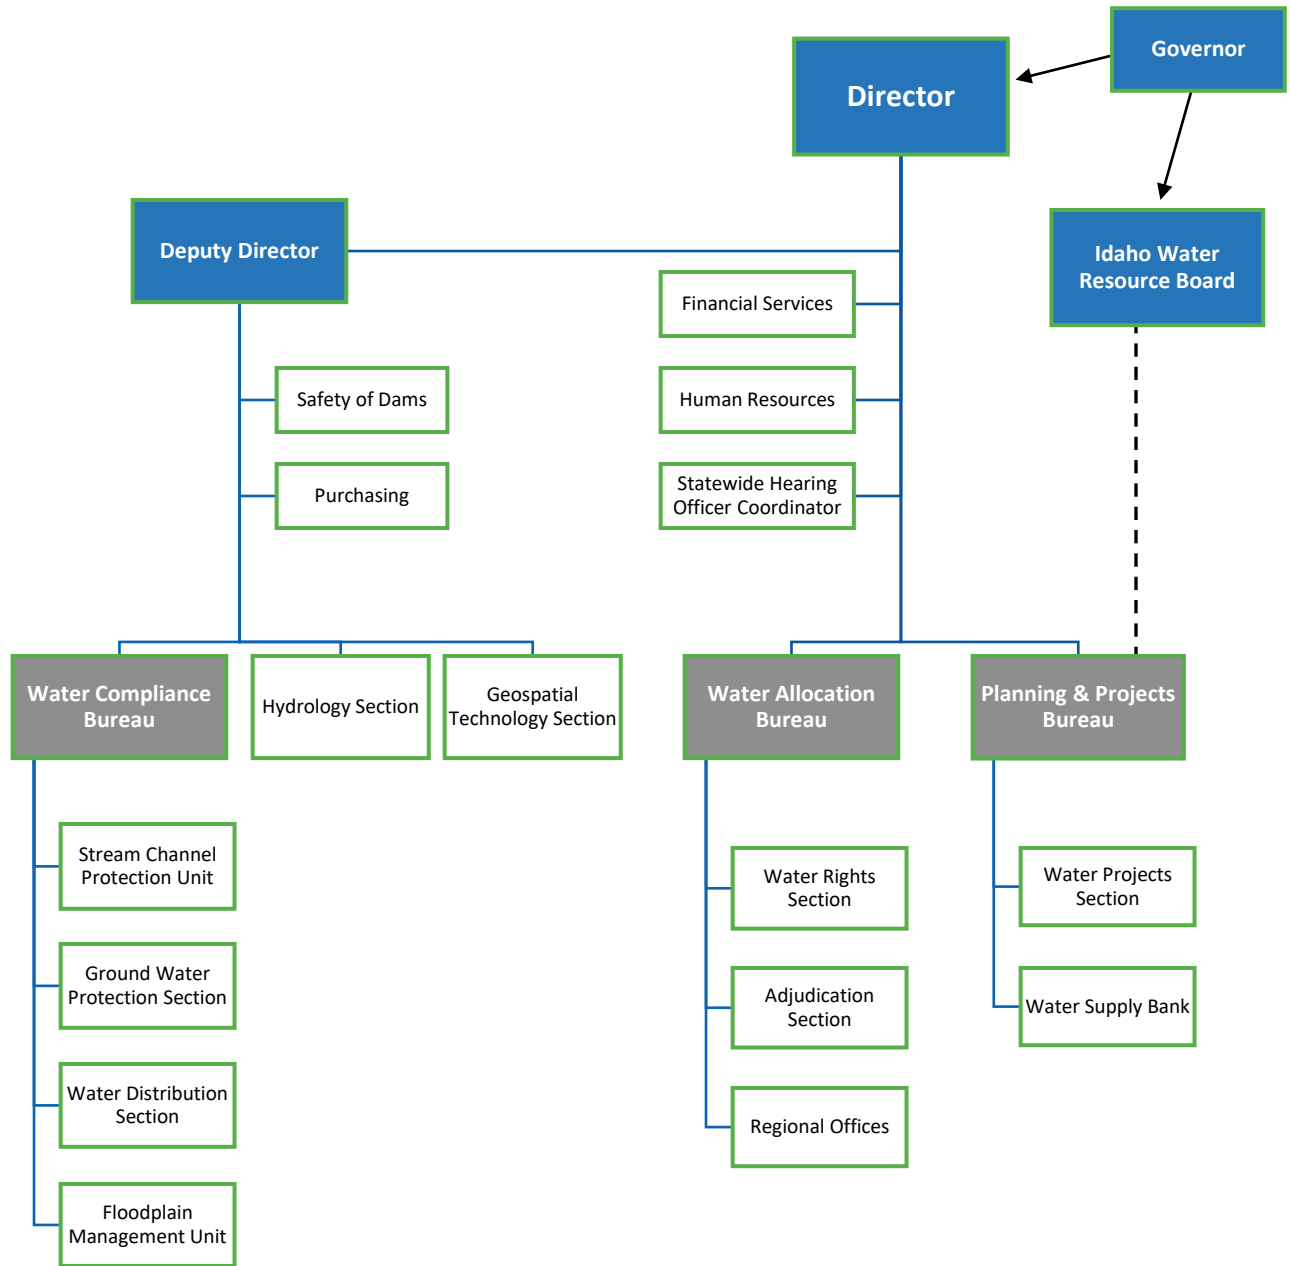 Governor
Director
Deputy Director
Idaho Water
Resource Board
Financial Services
Safety of Dams
Human Resources
Purchasing
Statewide Hearing
Officer Coordinator
Water Compliance
Bureau
Hydrology Section
Geospatial
Technology Section
Water Allocation
Bureau
Planning & Projects
Bureau
Stream Channel
Protection Unit
Ground Water
Protection Section
Water Distribution
Section
Floodplain
Management Unit
Water Rights
Section
Adjudication
Section
Regional Offices
Water Projects
Section
Water Supply Bank